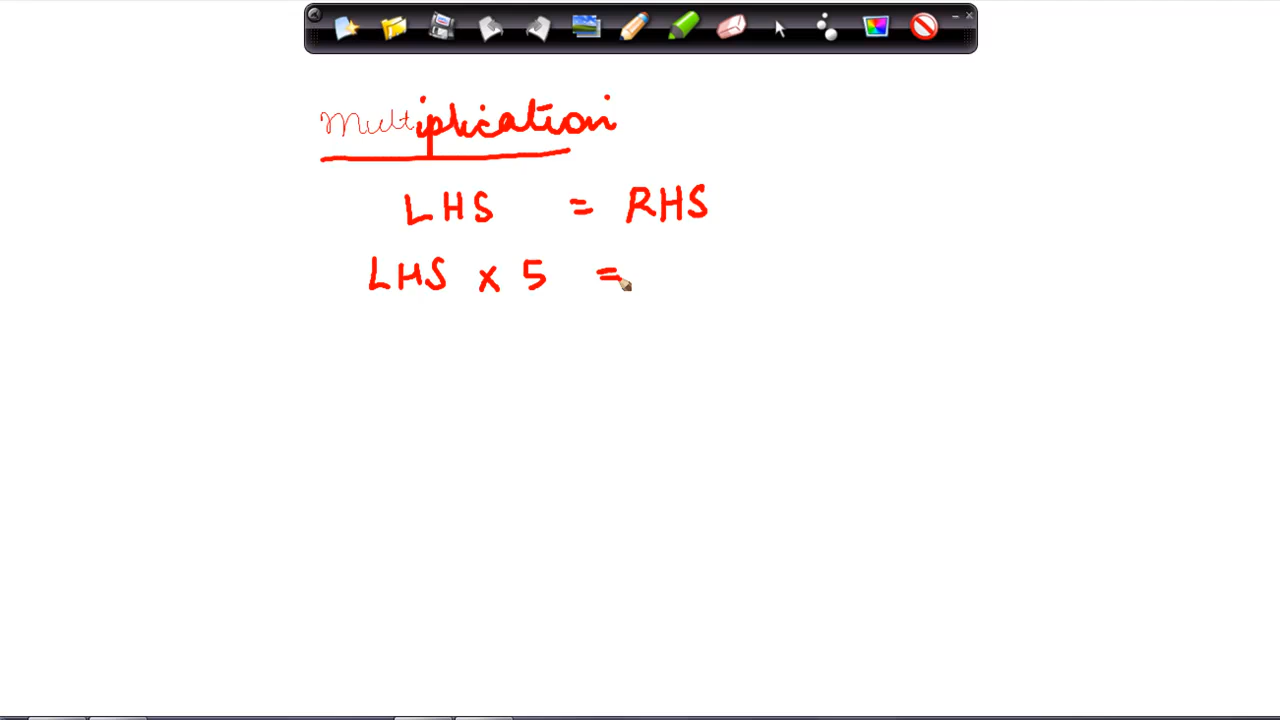 Multiplication
LHS = RHS
LHS x 5 =